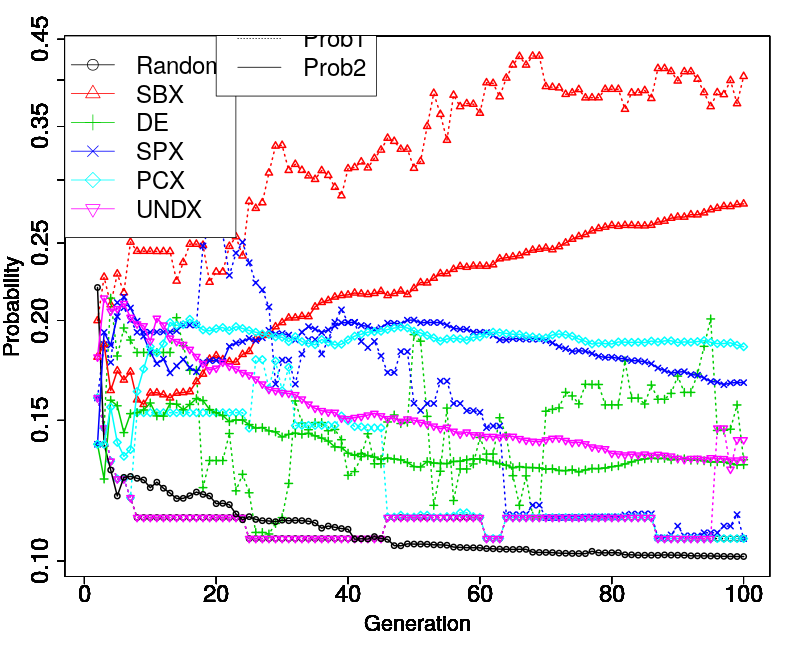 Random
SBX
DE
SPX
PCX
UNDX
Prob1
Prob2
0.45
0.35
0.25
0.20
0.15
0.10
Probability
0 20 40 60 80 100
Generation